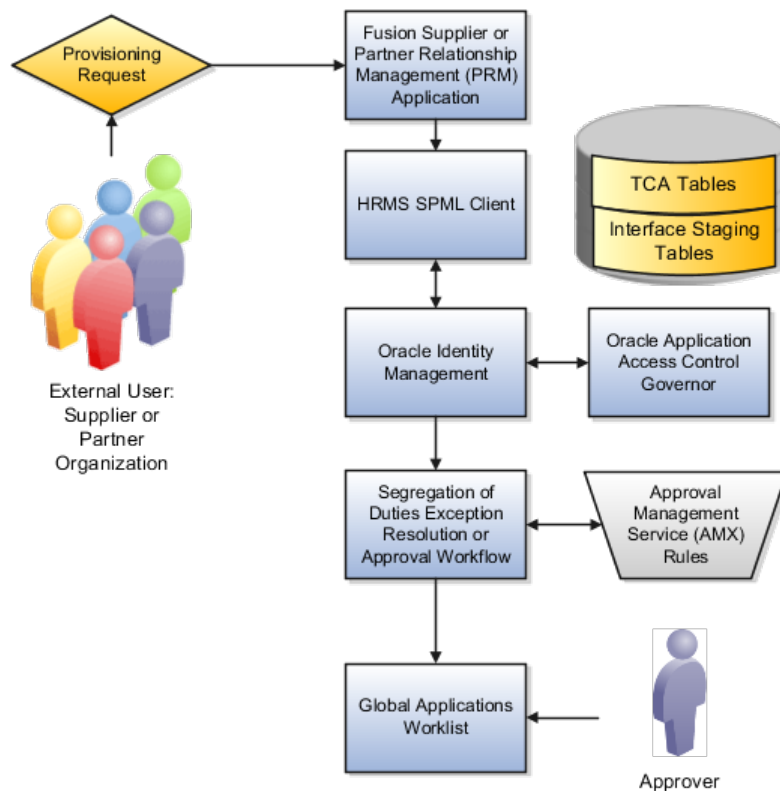 Provisioning
Request
Fusion Supplier or
Partner Relationship
Management (PRM)
Application
HRMS SPML Client
TCA Tables
Interface Staging
Tables
External User:
Supplier or
Partner
Organization
Oracle Identity
Management
Oracle Application
Access Control
Governor
Segregation of
Duties Exception
Resolution or
Approval Workflow
Approval
Management
Service (AMX)
Rules
Global Applications
Worklist
Approver